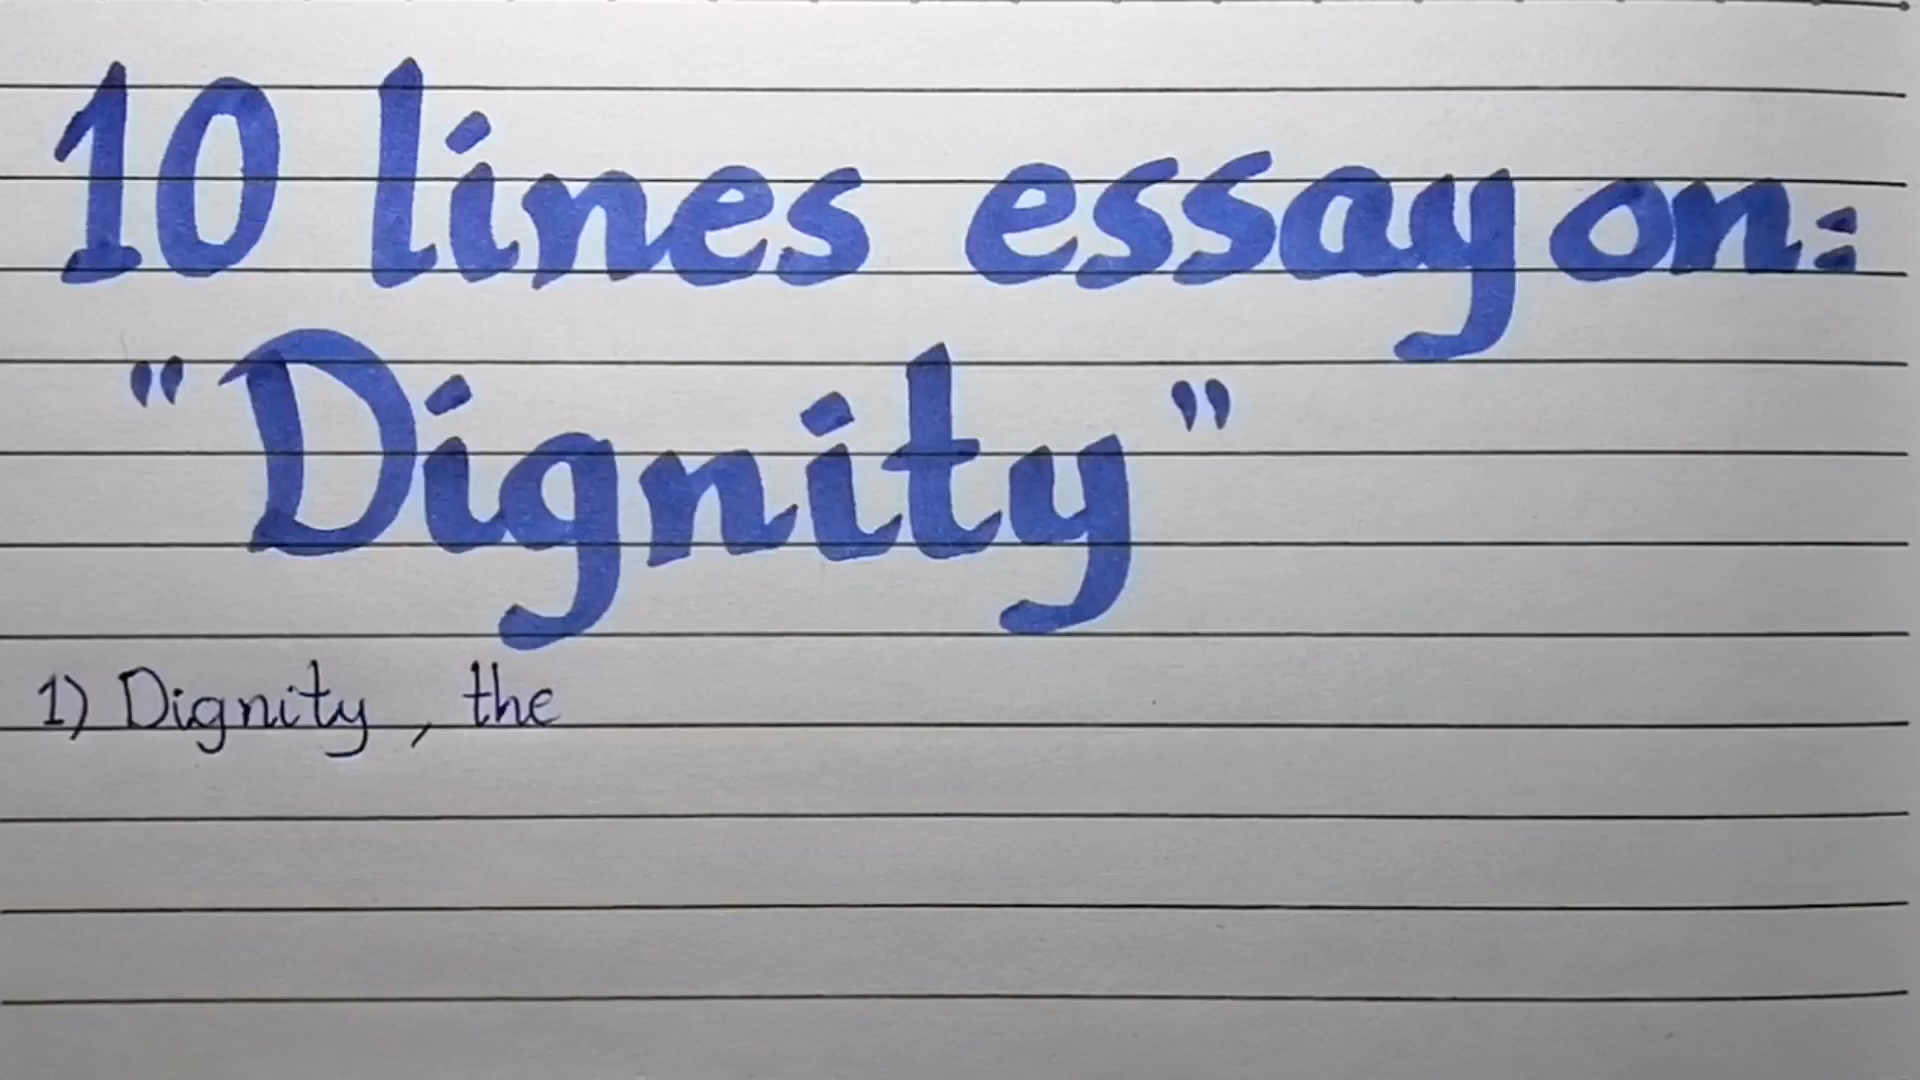 10 lines essay on:
"Dignity"
1) Dignity, the